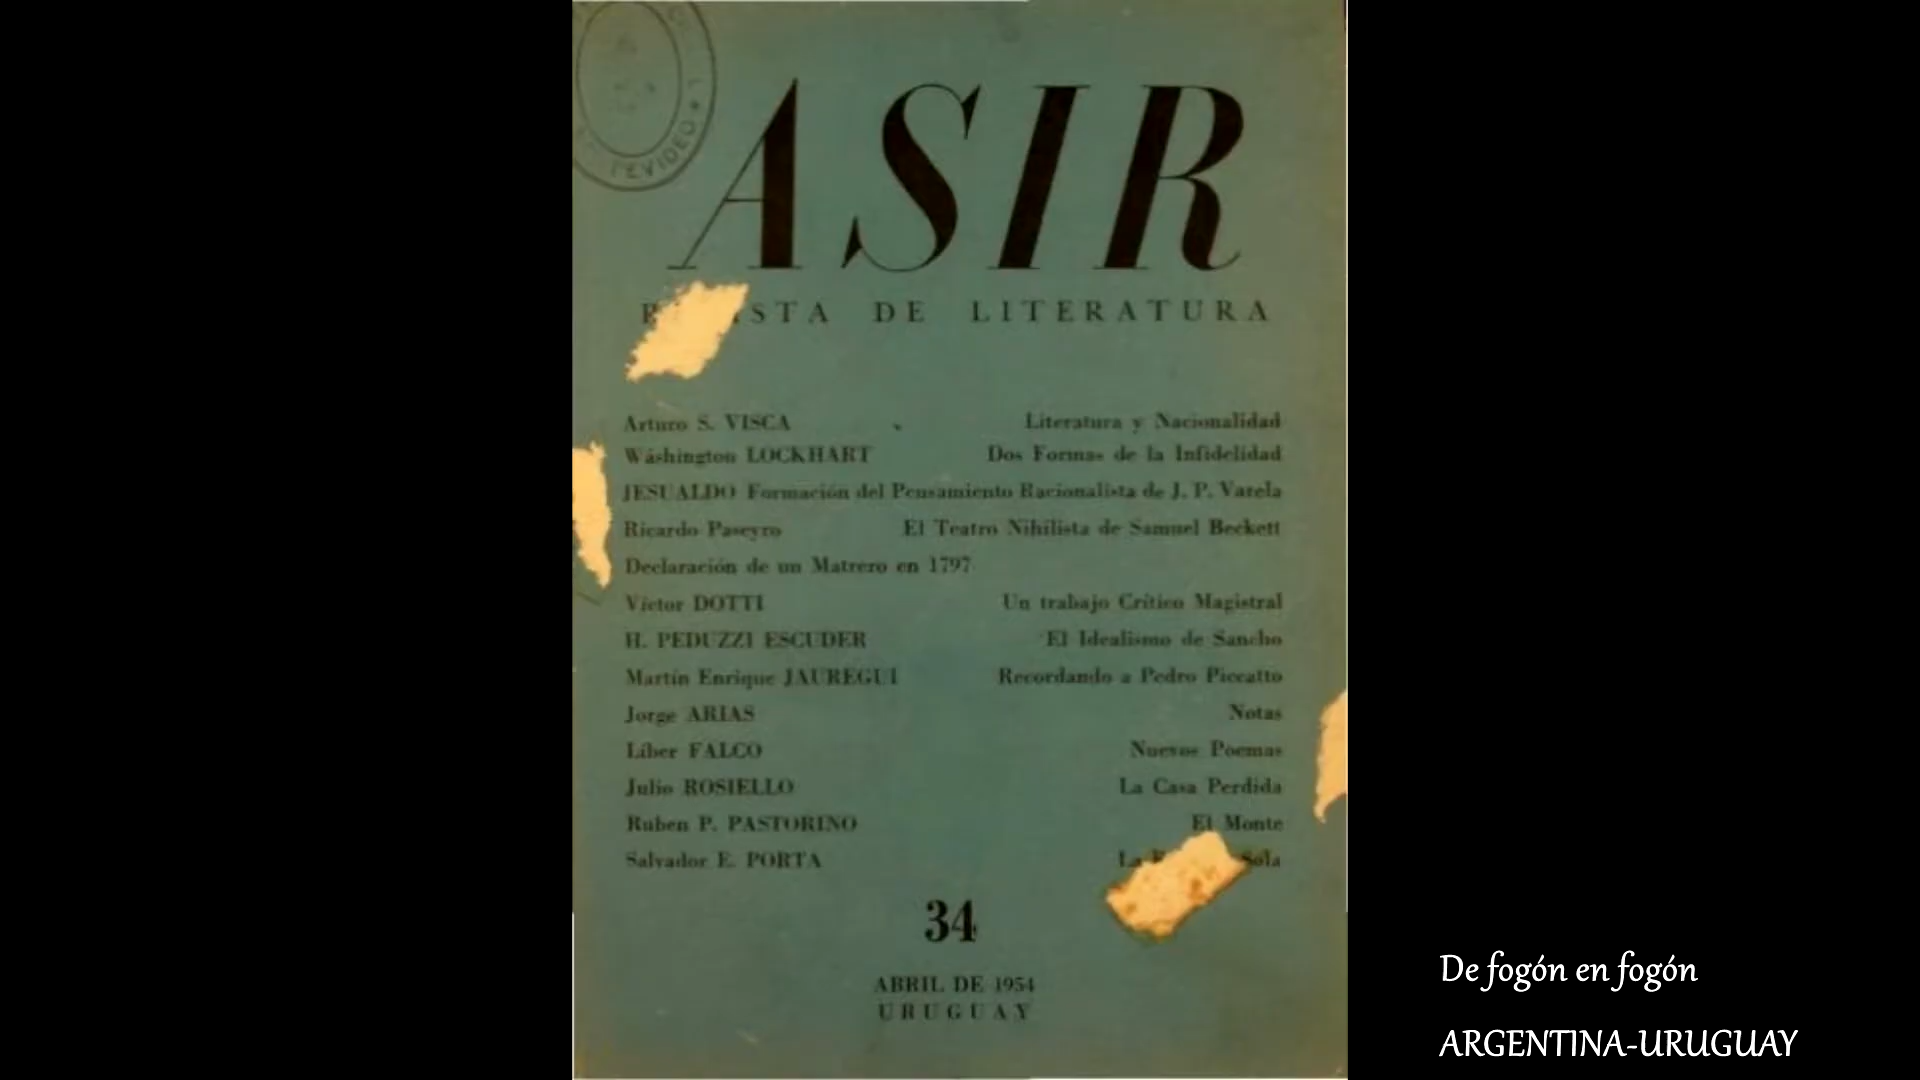 ASIR
DE LITERATURA
Arturo S. VISCA Literatura y Nacionalidad
Wáshington LOCKHART Dos Formas de la Infidelidad
JESUALDO Formación del Pensamiento Racionalista de J. P. Varela
Ricardo Paseyro El Teatro Nihilista de Samuel Beckett
Declaración de un Matrero en 1797
Víctor DOTTI Un trabajo Crítico Magistral
H. PEDUZZI ESCUDER El Idealismo de Sancho
Martín Enrique JAUREGUI Recordando a Pedro Piccatto
Jorge ARIAS Notas
Líber FALCO Nuevos Poemas
Julio ROSIELLO La Casa Perdida
Ruben P. PASTORINO El Monte
Salvador E. PORTA La Sola
34
ABRIL DE 1954
URUGUAY
De fogón en fogón
ARGENTINA-URUGUAY